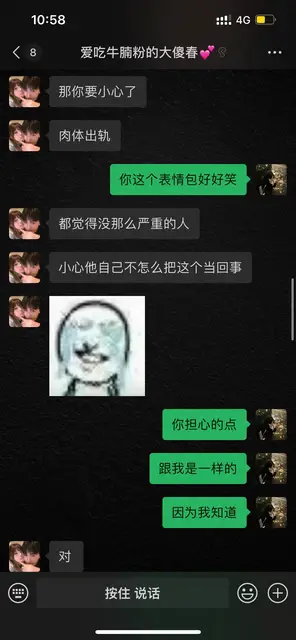 10:58
4G
8
爱吃牛腩粉的大傻春💕👂
那你要小心了
肉体出轨
你这个表情包好好笑
都觉得没那么严重的人
小心他自己不怎么把这个当回事
你担心的点
跟我是一样的
因为我知道
对
按住 说话